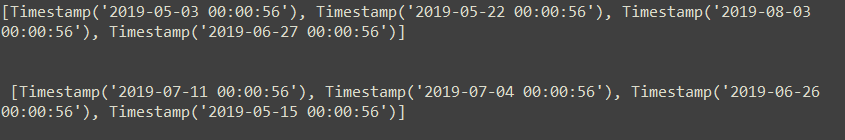 [Timestamp('2019-05-03 00:00:56'), Timestamp('2019-05-22 00:00:56'), Timestamp('2019-08-03
00:00:56'), Timestamp('2019-06-27 00:00:56')]
[Timestamp('2019-07-11 00:00:56'), Timestamp('2019-07-04 00:00:56'), Timestamp('2019-06-26
00:00:56'), Timestamp('2019-05-15 00:00:56')]